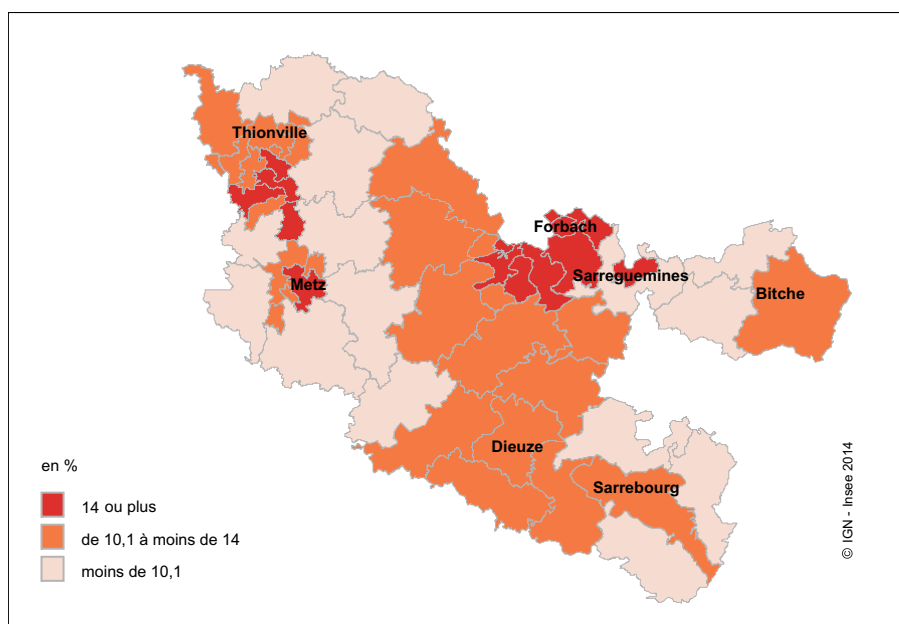 Thionville
Forbach
Sarreguemines
Metz
Bitche
Dieuze
Sarrebourg
en %
14 ou plus
de 10,1 à moins de 14
moins de 10,1
© IGN - Insee 2014